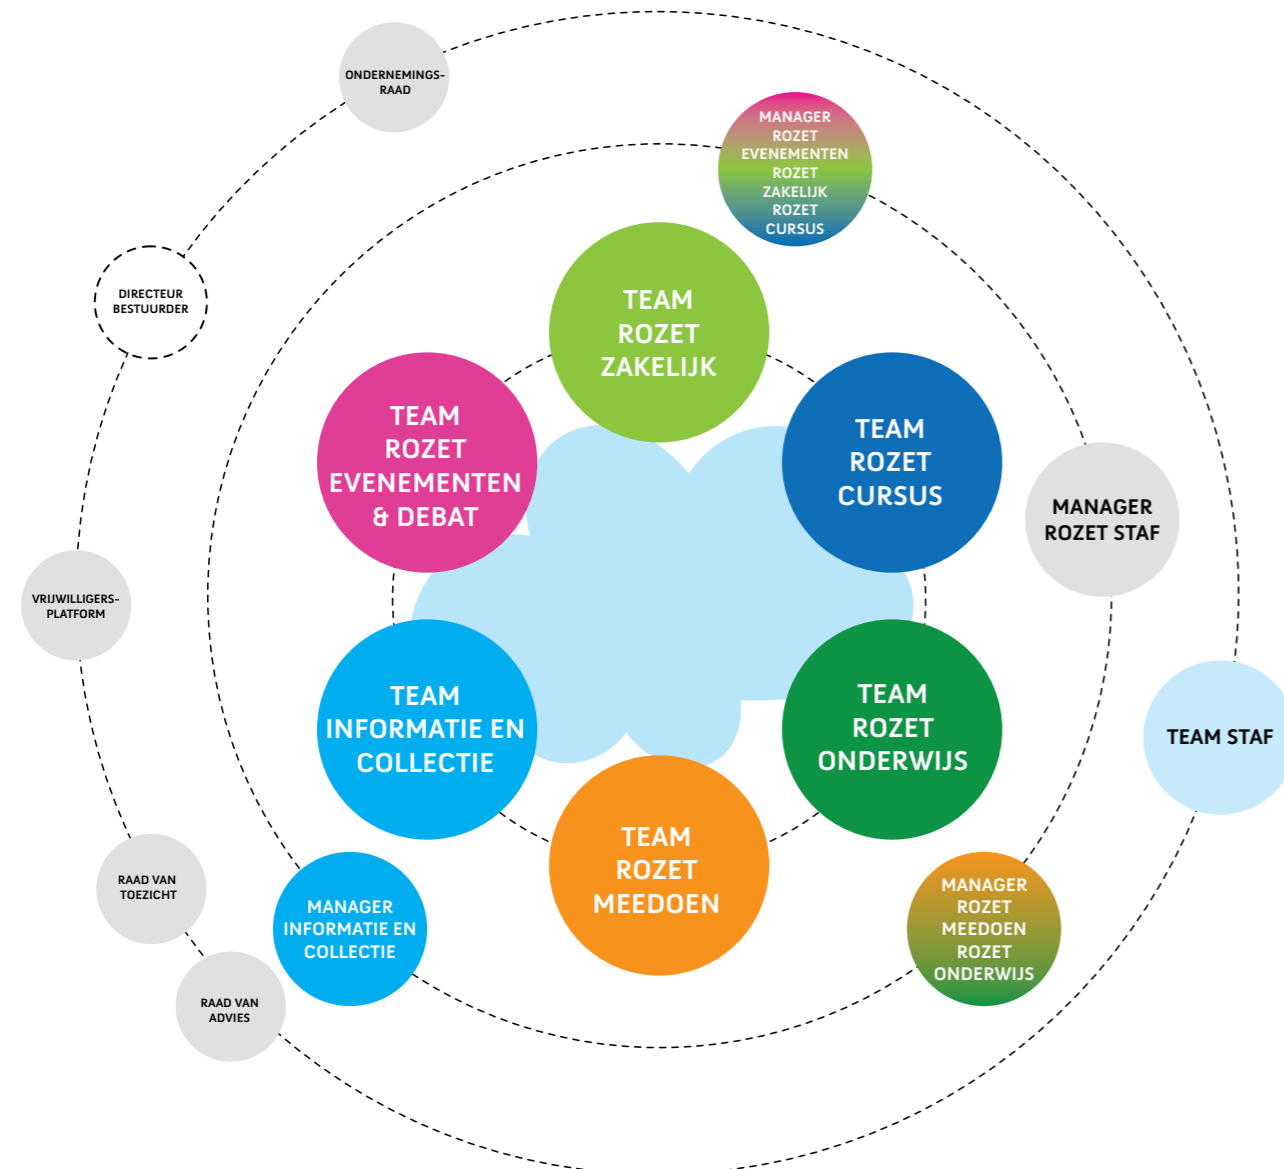 ONDERNEMINGS-
RAAD
MANAGER
ROZET
EVENEMENTEN
ROZET
ZAKELIJK
ROZET
CURSUS
DIRECTEUR
BESTUURDER
TEAM
ROZET
ZAKELIJK
TEAM
ROZET
EVENEMENTEN
& DEBAT
TEAM
ROZET
CURSUS
MANAGER
ROZET STAF
VRIJWILLIGERS-
PLATFORM
TEAM
INFORMATIE EN
COLLECTIE
TEAM
ROZET
ONDERWIJS
TEAM STAF
TEAM
ROZET
MEEDOEN
RAAD VAN
TOEZICHT
MANAGER
INFORMATIE EN
COLLECTIE
MANAGER
ROZET
MEEDOEN
ROZET
ONDERWIJS
RAAD VAN
ADVIES